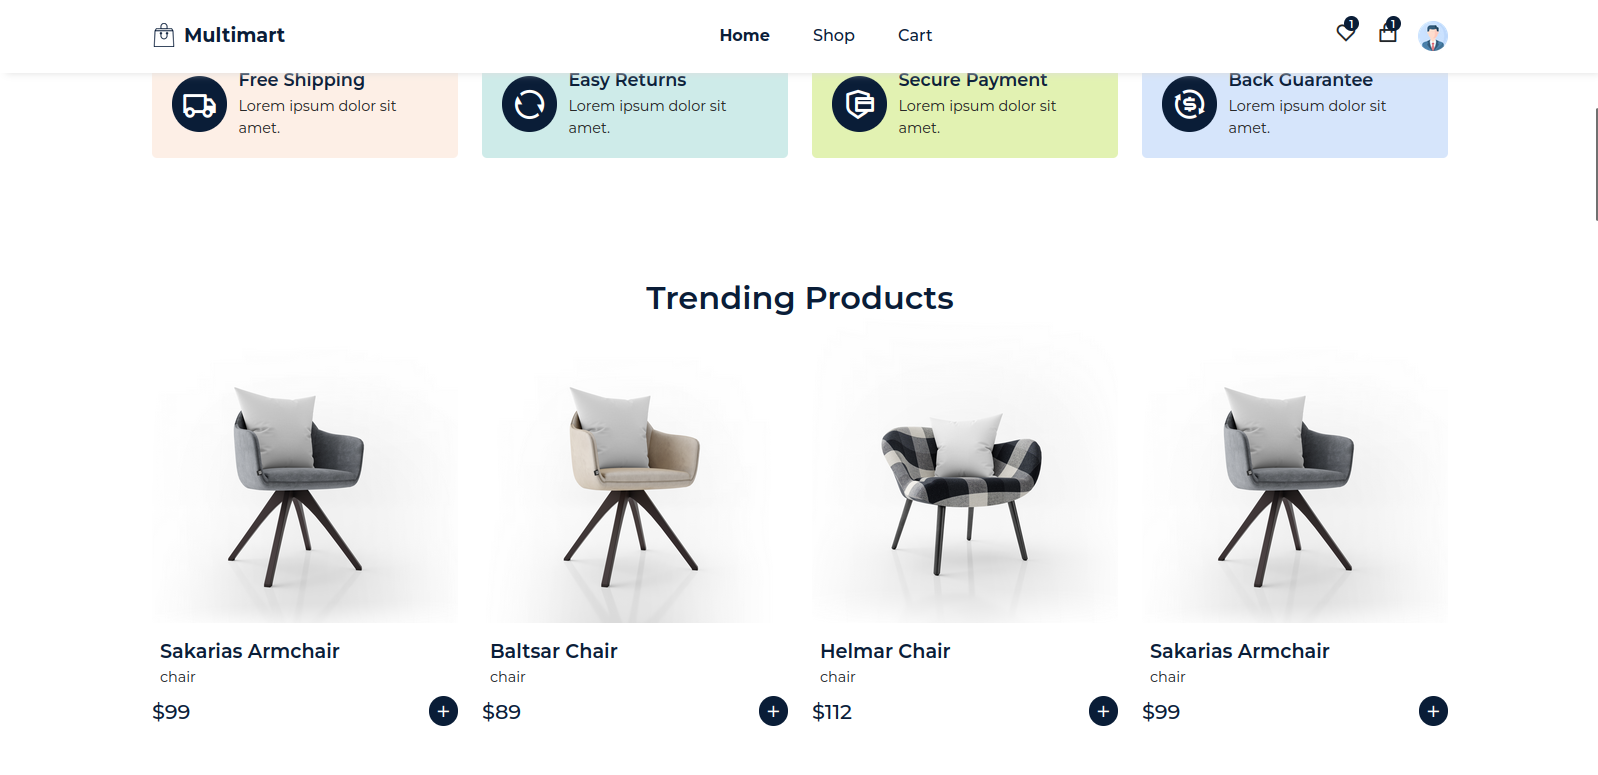 Multimart
Home Shop Cart
1 1
Free Shipping
Lorem ipsum dolor sit
amet.
Easy Returns
Lorem ipsum dolor sit
amet.
Secure Payment
Lorem ipsum dolor sit
amet.
Back Guarantee
Lorem ipsum dolor sit
amet.
Trending Products
Sakarias Armchair
chair
$99 +
Baltsar Chair
chair
$89 +
Helmar Chair
chair
$112 +
Sakarias Armchair
chair
$99 +